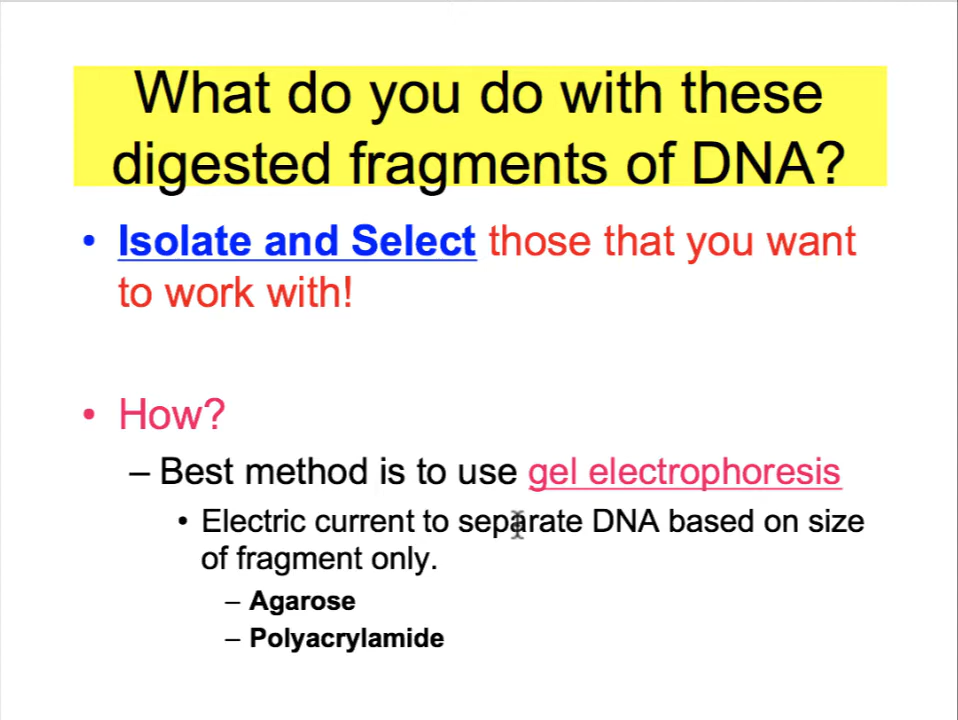 What do you do with these
digested fragments of DNA?
• Isolate and Select those that you want
to work with!
• How?
– Best method is to use gel electrophoresis
• Electric current to separate DNA based on size
of fragment only.
– Agarose
– Polyacrylamide